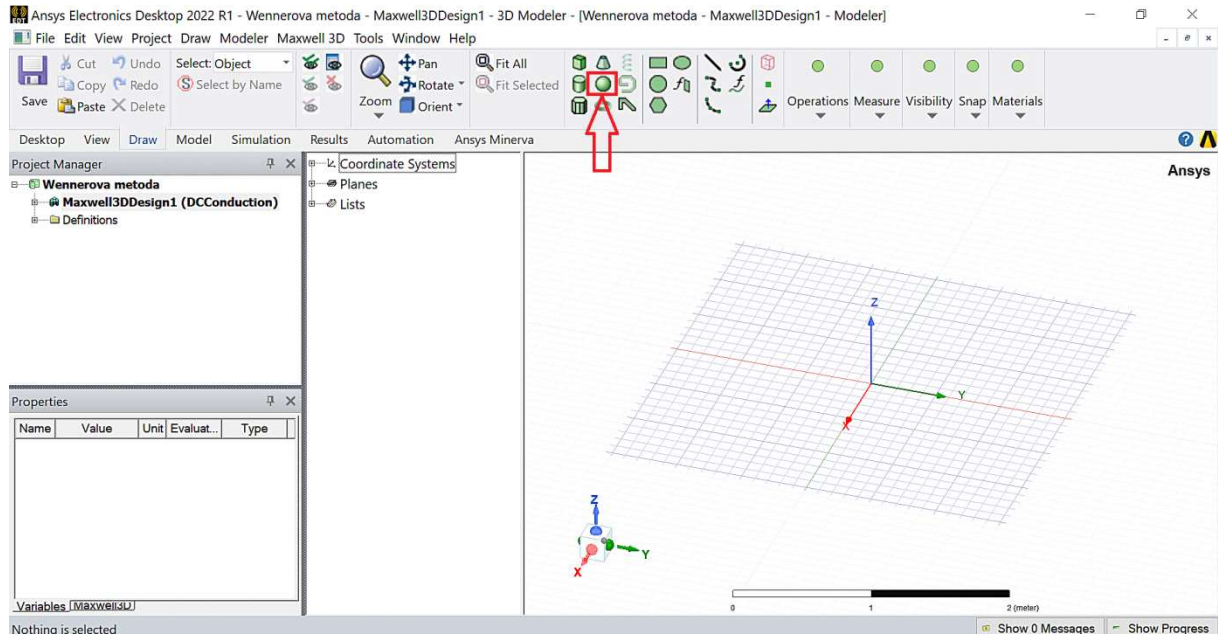 Ansys Electronics Desktop 2022 R1 - Wennerova metoda - Maxwell3DDesign1 - 3D Modeler - [Wennerova metoda - Maxwell3DDesign1 - Modeler]
File Edit View Project Draw Modeler Maxwell 3D Tools Window Help
Save
Cut Undo
Copy Redo
Paste Delete
Select: Object
Select by Name
Zoom
Pan
Rotate
Orient
Fit All
Fit Selected
Operations Measure Visibility Snap Materials
Desktop View Draw Model Simulation Results Automation Ansys Minerva
Project Manager
Wennerova metoda
Maxwell3DDesign1 (DCConduction)
Definitions
Coordinate Systems
Planes
Lists
Ansys
Z
Y
X
Z
Y
X
0 1 2 (meter)
Properties
Name Value Unit Evaluat... Type
Variables Maxwell3D
Nothing is selected
Show 0 Messages Show Progress